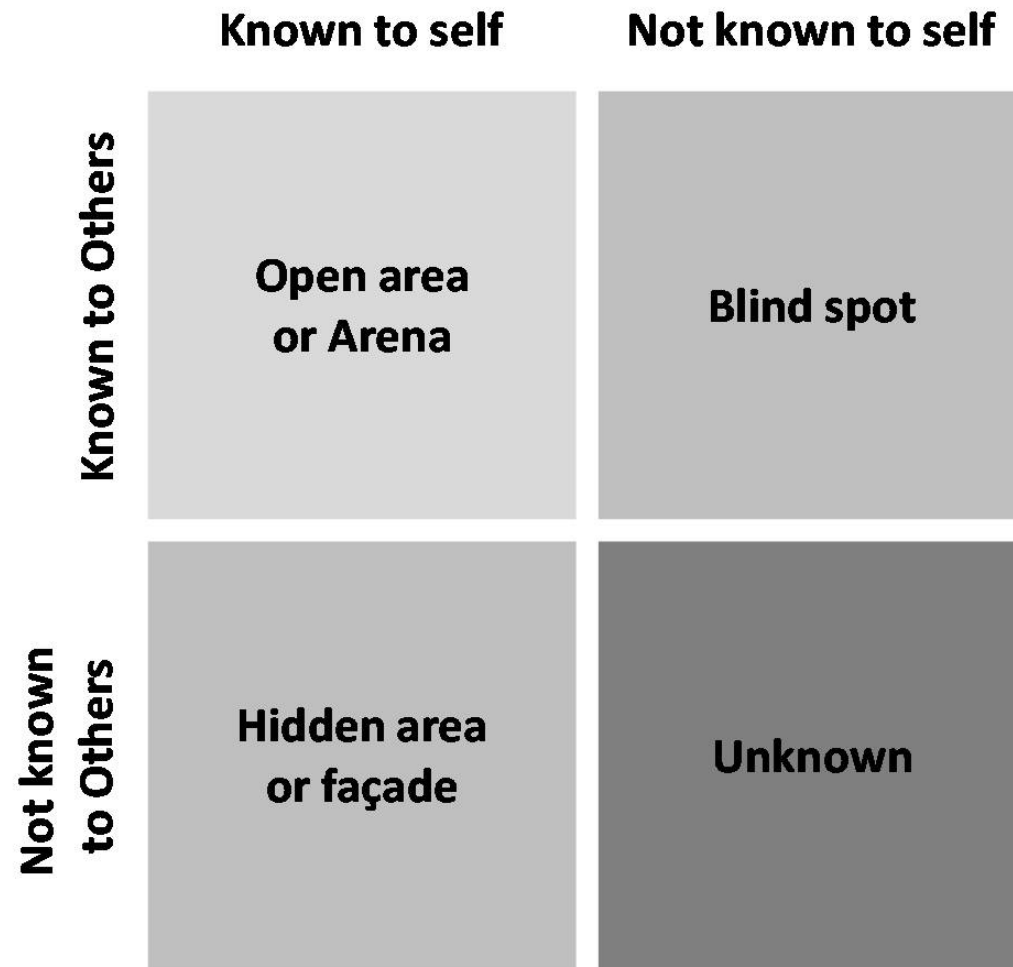 Known to self
Not known to self
Known to Others
Open area
or Arena
Blind spot
Not known
to Others
Hidden area
or façade
Unknown